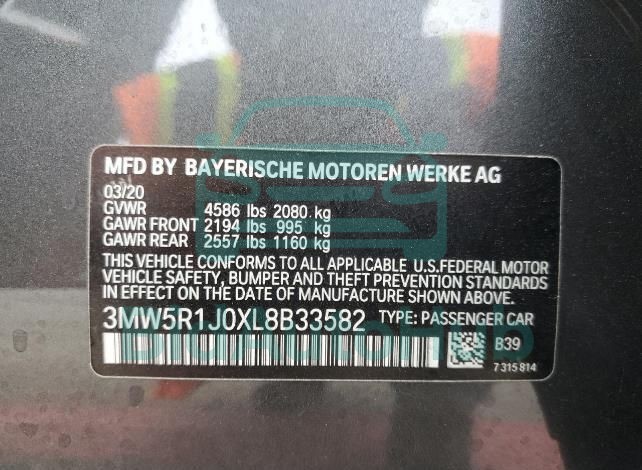 MFD BY BAYERISCHE MOTOREN WERKE AG
03/20
GVWR 4586 lbs 2080 kg
GAWR FRONT 2194 lbs 995 kg
GAWR REAR 2557 lbs 1160 kg
THIS VEHICLE CONFORMS TO ALL APPLICABLE U.S.FEDERAL MOTOR
VEHICLE SAFETY, BUMPER AND THEFT PREVENTION STANDARDS
IN EFFECT ON THE DATE OF MANUFACTURE SHOWN ABOVE:
3MW5R1J0XL8B33582 TYPE: PASSENGER CAR
B39
7 315 814